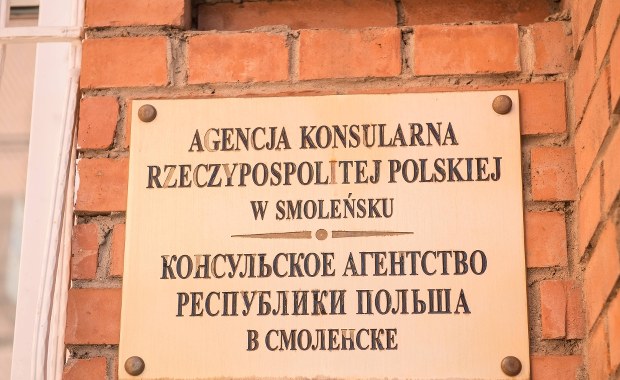 AGENCJA KONSULARNA
RZECZYPOSPOLITEJ POLSKIEJ
W SMOLEŃSKU
КОНСУЛЬСКОЕ АГЕНТСТВО
РЕСПУБЛИКИ ПОЛЬША
В СМОЛЕНСКЕ